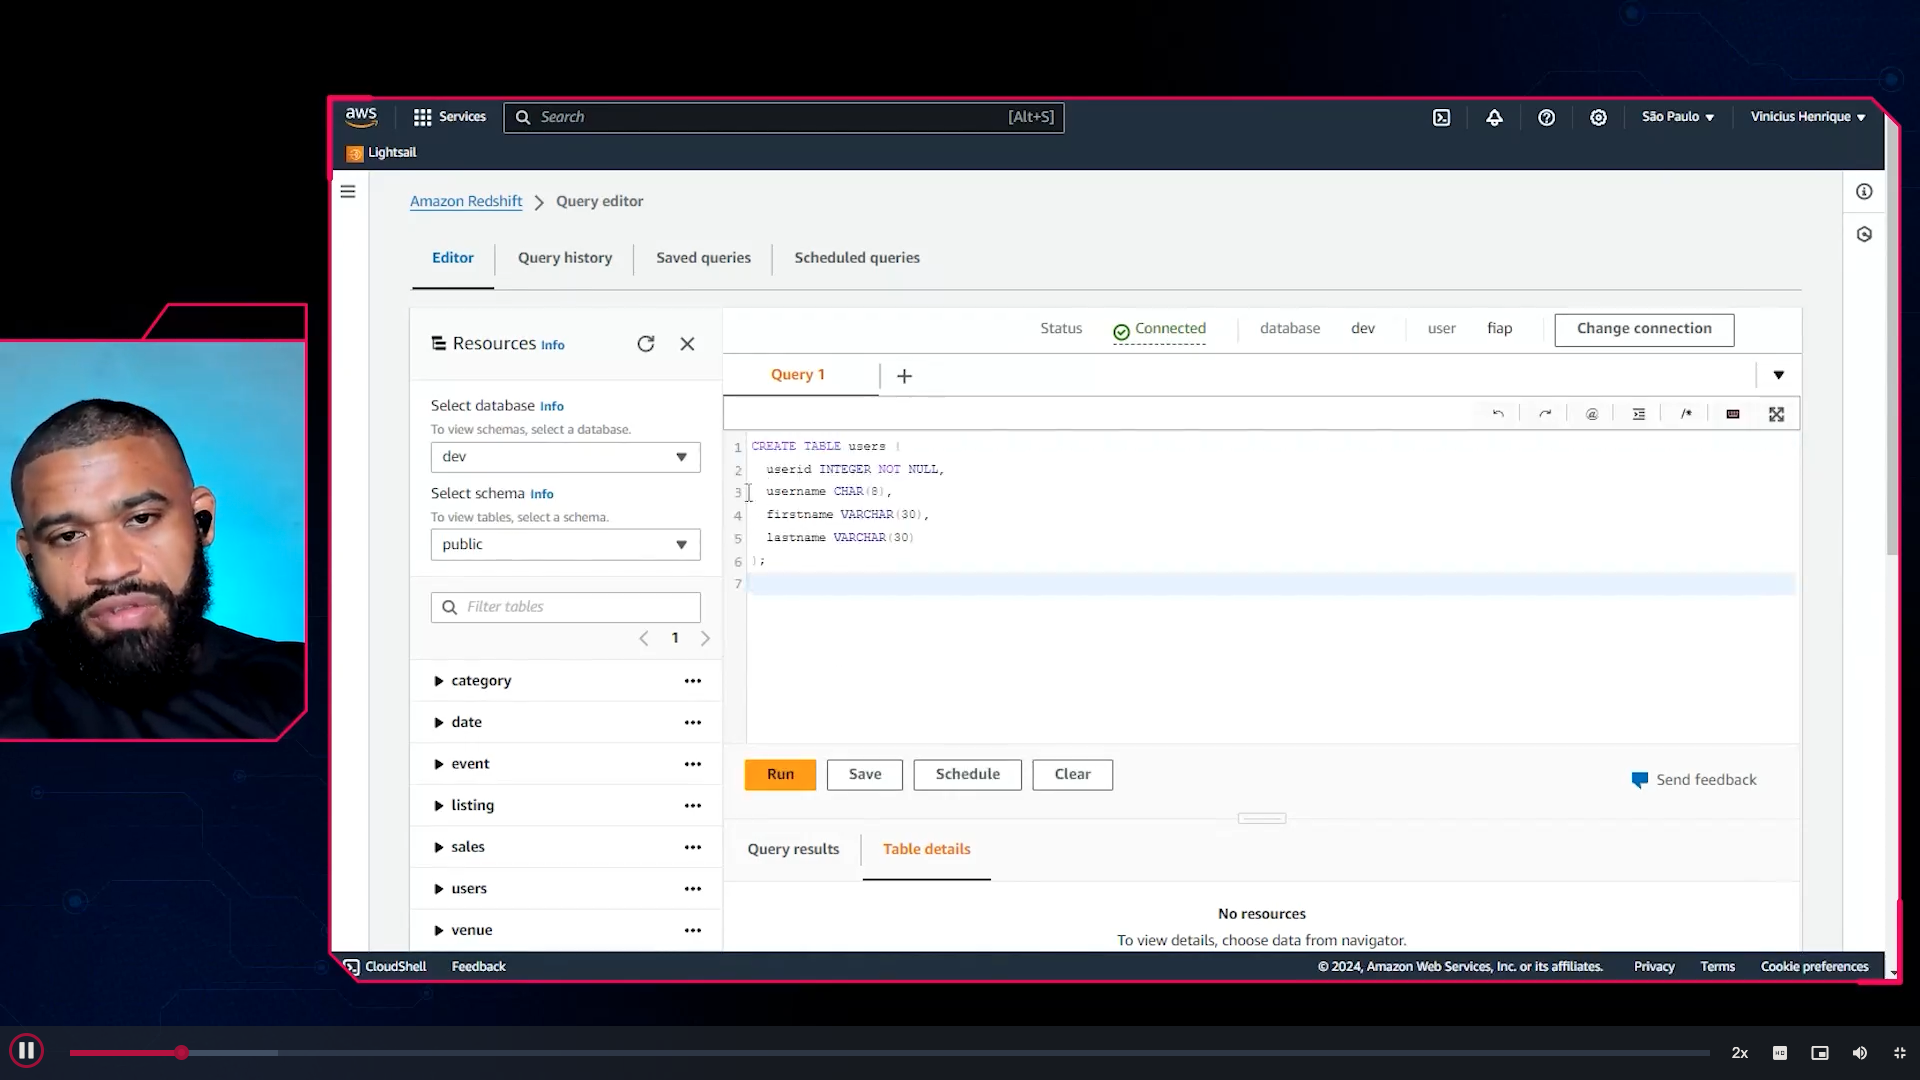 aws
Services
Search
[Alt+S]
São Paulo
Vinicius Henrique
Lightsail
Amazon Redshift > Query editor
Editor
Query history
Saved queries
Scheduled queries
Resources Info
Status
Connected
database
dev
user
fiap
Change connection
Query 1
Select database Info
To view schemas, select a database.
dev
Select schema Info
To view tables, select a schema.
public
Filter tables
1
category
date
event
listing
sales
users
venue
1 CREATE TABLE users (
2 userid INTEGER NOT NULL,
3 username CHAR(8),
4 firstname VARCHAR(30),
5 lastname VARCHAR(30)
6 );
7
Run
Save
Schedule
Clear
Send feedback
Query results
Table details
No resources
To view details, choose data from navigator.
CloudShell
Feedback
© 2024, Amazon Web Services, Inc. or its affiliates.
Privacy
Terms
Cookie preferences
2x
HD